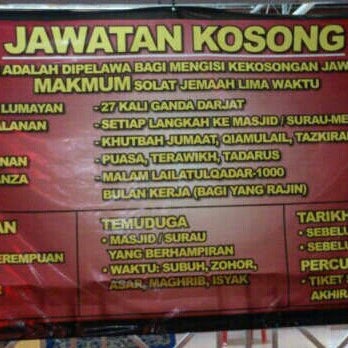 JAWATAN KOSONG
ADALAH DIPELAWA BAGI MENGISI KEKOSONGAN JAW
MAKMUM SOLAT JEMAAH LIMA WAKTU
LUMAYAN - 27 KALI GANDA DARJAT
ALANAN - SETIAP LANGKAH KE MASJID / SURAU-ME
- KHUTBAH JUMAAT, QIAMULAIL, TAZKIRA
NAN - PUASA, TERAWIKH, TADARUS
ANZA - MALAM LAILATULQADAR-1000
BULAN KERJA (BAGI YANG RAJIN)
AN
EREMPUAN
TEMUDUGA
• MASJID / SURAU
YANG BERHAMPIRAN
• WAKTU: SUBUH, ZOHOR,
ASAR, MAGHRIB, ISYAK
TARIKH
• SEBELU
• SEBELU
PERCU
• TIKET S
AKHIRA